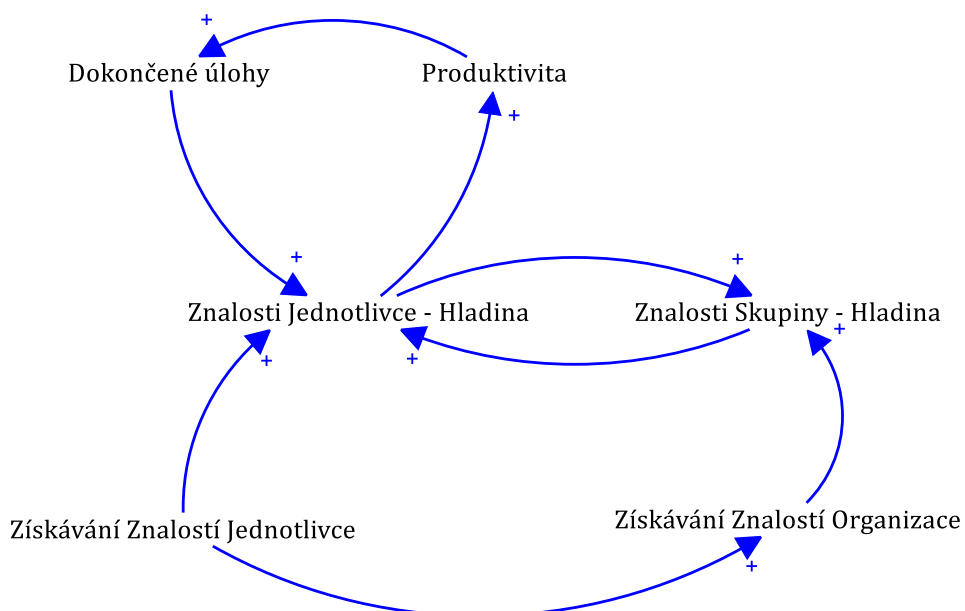 +
Dokončené úlohy
Produktivita
+
+
+
Znalosti Jednotlivce - Hladina
Znalosti Skupiny - Hladina
+
+
+
Získávání Znalostí Organizace
Získávání Znalostí Jednotlivce
+